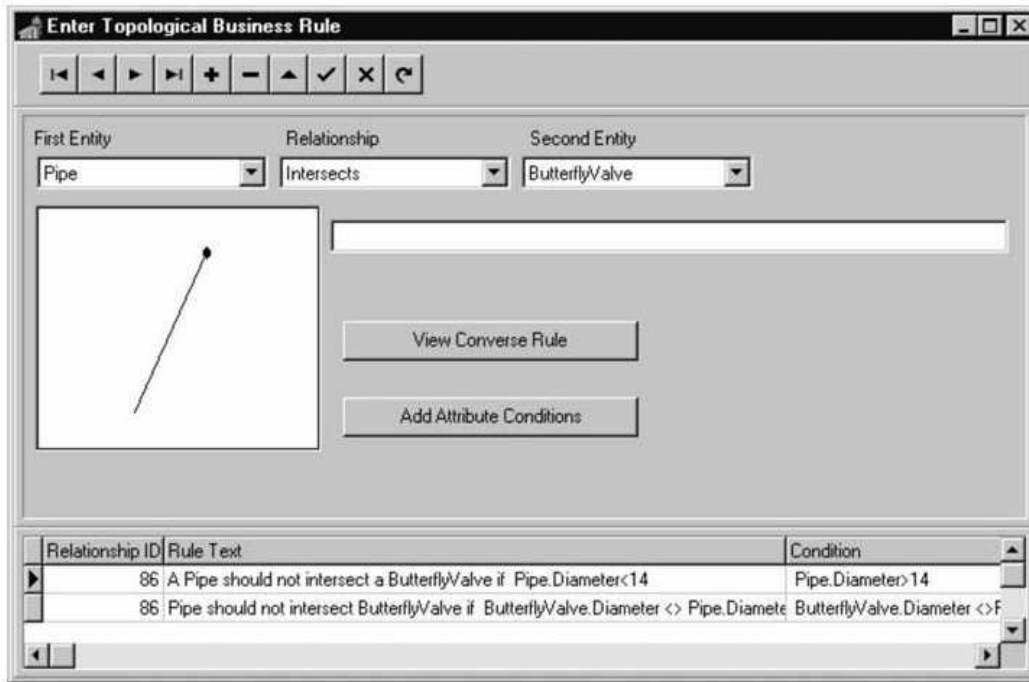 Enter Topological Business Rule
First Entity Relationship Second Entity
Pipe Intersects ButterflyValve
View Converse Rule
Add Attribute Conditions
Relationship ID Rule Text Condition
86 A Pipe should not intersect a ButterflyValve if Pipe.Diameter<14 Pipe.Diameter>14
86 Pipe should not intersect ButterflyValve if ButterflyValve.Diameter <> Pipe.Diamete ButterflyValve.Diameter <>F